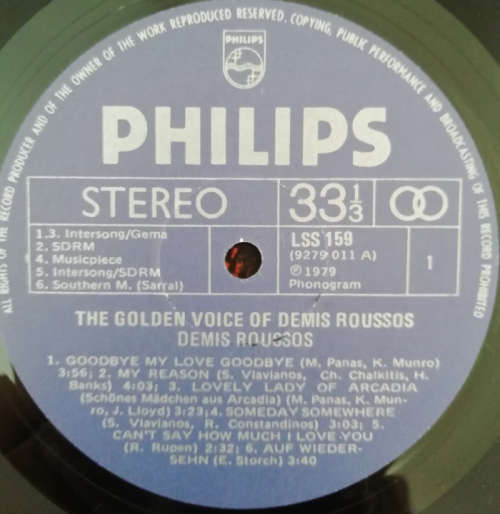 ALL RIGHTS OF THE RECORD PRODUCER AND OF THE OWNER OF THE WORK REPRODUCED RESERVED. COPYING, PUBLIC PERFORMANCE AND BROADCASTING OF THIS RECORD
PHILIPS
PHILIPS
STEREO
33 1/3
1.3. Intersong/Gema
2. SDRM
4. Musicpiece
5. Intersong/SDRM
6. Southern M. (Sarral)
LSS 159
(9279 011 A)
℗ 1979
Phonogram
1
THE GOLDEN VOICE OF DEMIS ROUSSOS
DEMIS ROUSSOS
1. GOODBYE MY LOVE GOODBYE (M. Panas, K. Munro)
3:56; 2. MY REASON (S. Vlavianos, Ch. Chalkitis, H.
Banks) 4:03; 3. LOVELY LADY OF ARCADIA
(Schönes Mädchen aus Arcadia) (M. Panas, K. Mun-
ro, J. Lloyd) 3:23; 4. SOMEDAY SOMEWHERE
(S. Vlavianos, R. Constandinos) 3:03; 5.
CAN'T SAY HOW MUCH I LOVE YOU
(R. Rupen) 2:32; 6. AUF WIEDER-
SEHN (E. Storch) 3:40